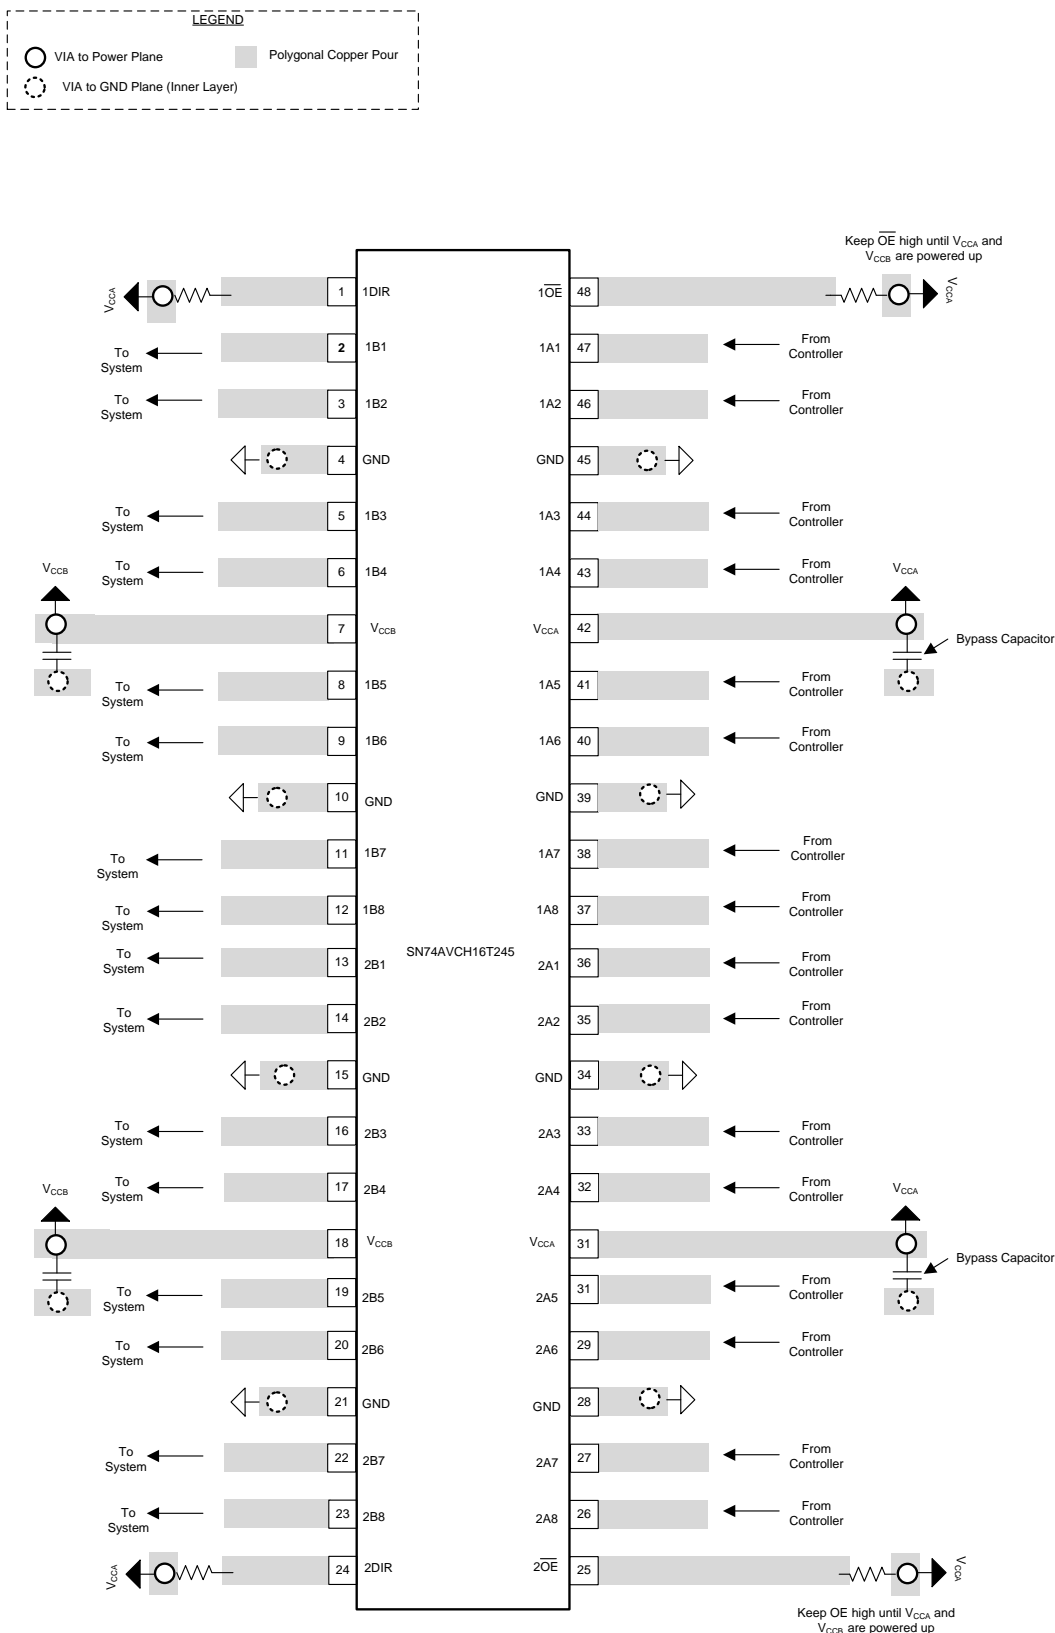 LEGEND
VIA to Power Plane
Polygonal Copper Pour
VIA to GND Plane (Inner Layer)
Keep O̅E̅ high until VCCA and
VCCB are powered up
VCCA
1 1DIR
1O̅E̅ 48
VCCA
To
System
2 1B1
1A1 47
From
Controller
To
System
3 1B2
1A2 46
From
Controller
4 GND
GND 45
To
System
5 1B3
1A3 44
From
Controller
To
System
6 1B4
1A4 43
From
Controller
VCCB
7 VCCB
VCCA 42
VCCA
Bypass Capacitor
To
System
8 1B5
1A5 41
From
Controller
To
System
9 1B6
1A6 40
From
Controller
10 GND
GND 39
To
System
11 1B7
1A7 38
From
Controller
To
System
12 1B8
1A8 37
From
Controller
SN74AVCH16T245
To
System
13 2B1
2A1 36
From
Controller
To
System
14 2B2
2A2 35
From
Controller
15 GND
GND 34
To
System
16 2B3
2A3 33
From
Controller
To
System
17 2B4
2A4 32
From
Controller
VCCB
18 VCCB
VCCA 31
VCCA
Bypass Capacitor
To
System
19 2B5
2A5 31
From
Controller
To
System
20 2B6
2A6 29
From
Controller
21 GND
GND 28
To
System
22 2B7
2A7 27
From
Controller
To
System
23 2B8
2A8 26
From
Controller
VCCA
24 2DIR
2O̅E̅ 25
VCCA
Keep OE high until VCCA and
VCCB are powered up